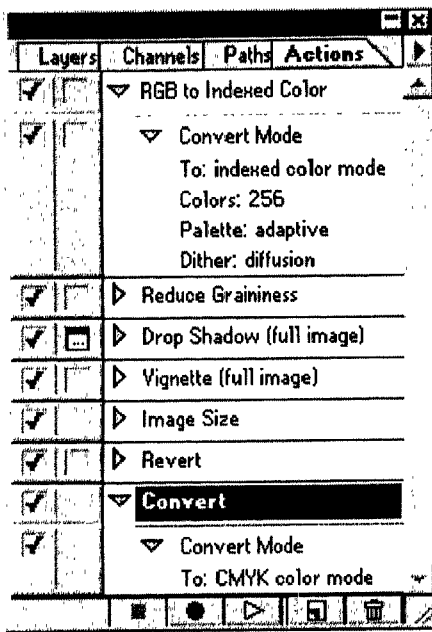 Layers Channels Paths Actions
RGB to Indexed Color
Convert Mode
To: indexed color mode
Colors: 256
Palette: adaptive
Dither: diffusion
Reduce Graininess
Drop Shadow (full image)
Vignette (full image)
Image Size
Revert
Convert
Convert Mode
To: CMYK color mode